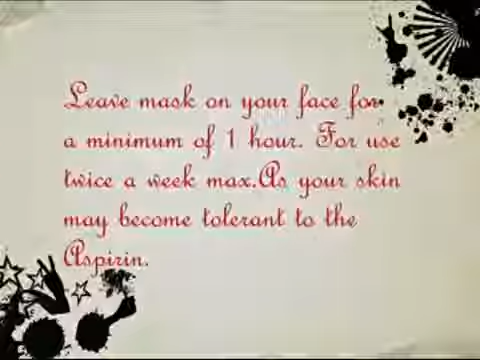 Leave mask on your face for
a minimum of 1 hour. For use
twice a week max.As your skin
may become tolerant to the
Aspirin.